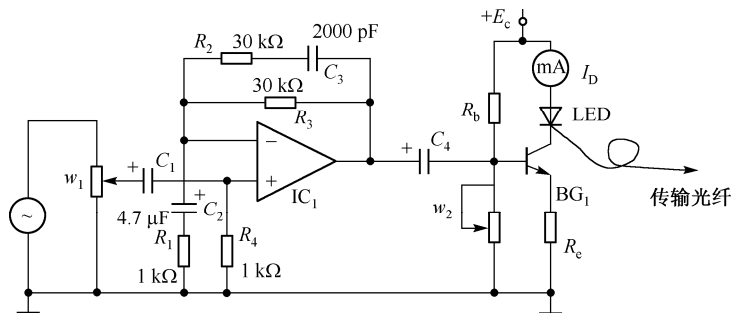 +E_c
2000 pF
R_2
30 kΩ
C_3
mA
I_D
30 kΩ
R_3
R_b
LED
C_4
+
−
+
C_1
w_1
+
IC_1
BG_1
传输光纤
~
+
C_2
4.7 μF
w_2
R_1
R_4
R_e
1 kΩ
1 kΩ